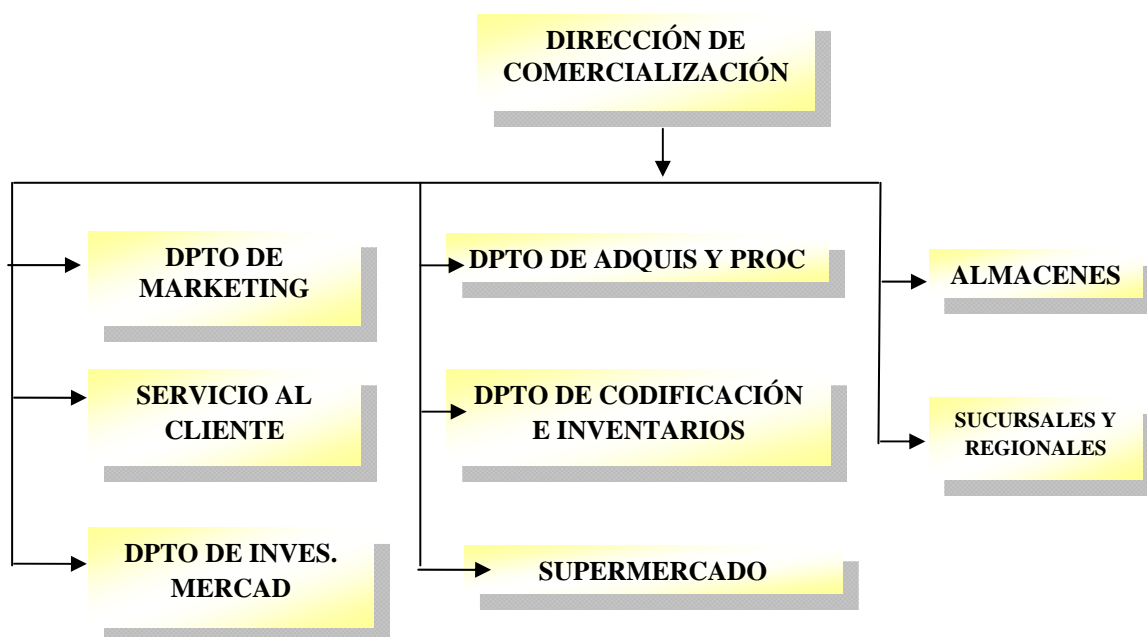 DIRECCIÓN DE
COMERCIALIZACIÓN
DPTO DE
MARKETING
DPTO DE ADQUIS Y PROC
ALMACENES
SERVICIO AL
CLIENTE
DPTO DE CODIFICACIÓN
E INVENTARIOS
SUCURSALES Y
REGIONALES
DPTO DE INVES.
MERCAD
SUPERMERCADO